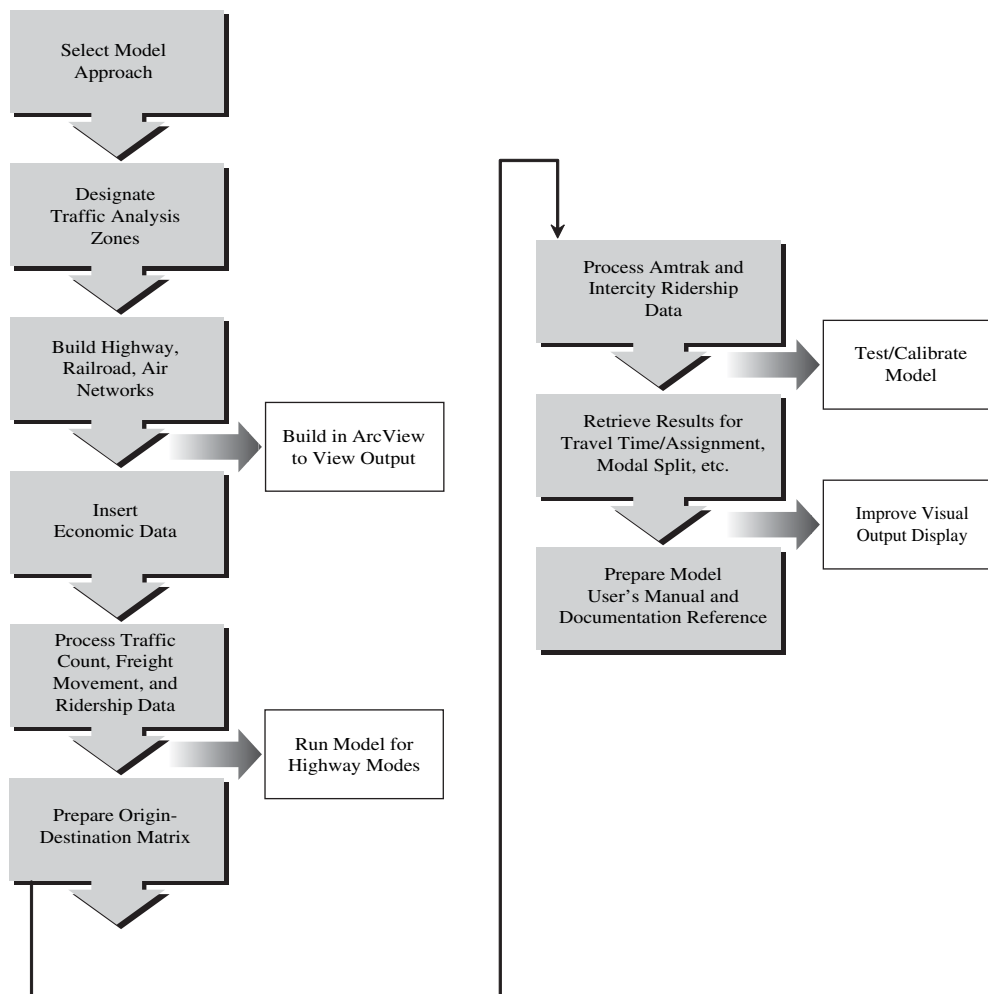 Select Model
Approach
Designate
Traffic Analysis
Zones
Build Highway,
Railroad, Air
Networks
Build in ArcView
to View Output
Insert
Economic Data
Process Traffic
Count, Freight
Movement, and
Ridership Data
Run Model for
Highway Modes
Prepare Origin-
Destination Matrix
Process Amtrak and
Intercity Ridership
Data
Test/Calibrate
Model
Retrieve Results for
Travel Time/Assignment,
Modal Split, etc.
Improve Visual
Output Display
Prepare Model
User's Manual and
Documentation Reference